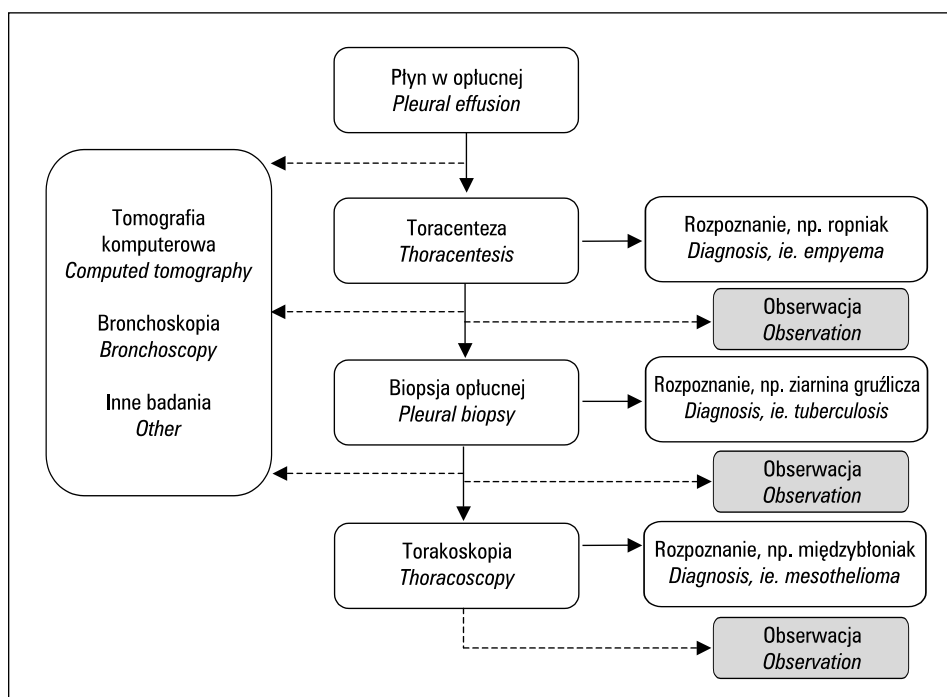 Płyn w opłucnej
Pleural effusion
Tomografia
komputerowa
Computed tomography
Bronchoskopia
Bronchoscopy
Inne badania
Other
Toracenteza
Thoracentesis
Rozpoznanie, np. ropniak
Diagnosis, ie. empyema
Obserwacja
Observation
Biopsja opłucnej
Pleural biopsy
Rozpoznanie, np. ziarnina gruźlicza
Diagnosis, ie. tuberculosis
Obserwacja
Observation
Torakoskopia
Thoracoscopy
Rozpoznanie, np. międzybłoniak
Diagnosis, ie. mesothelioma
Obserwacja
Observation